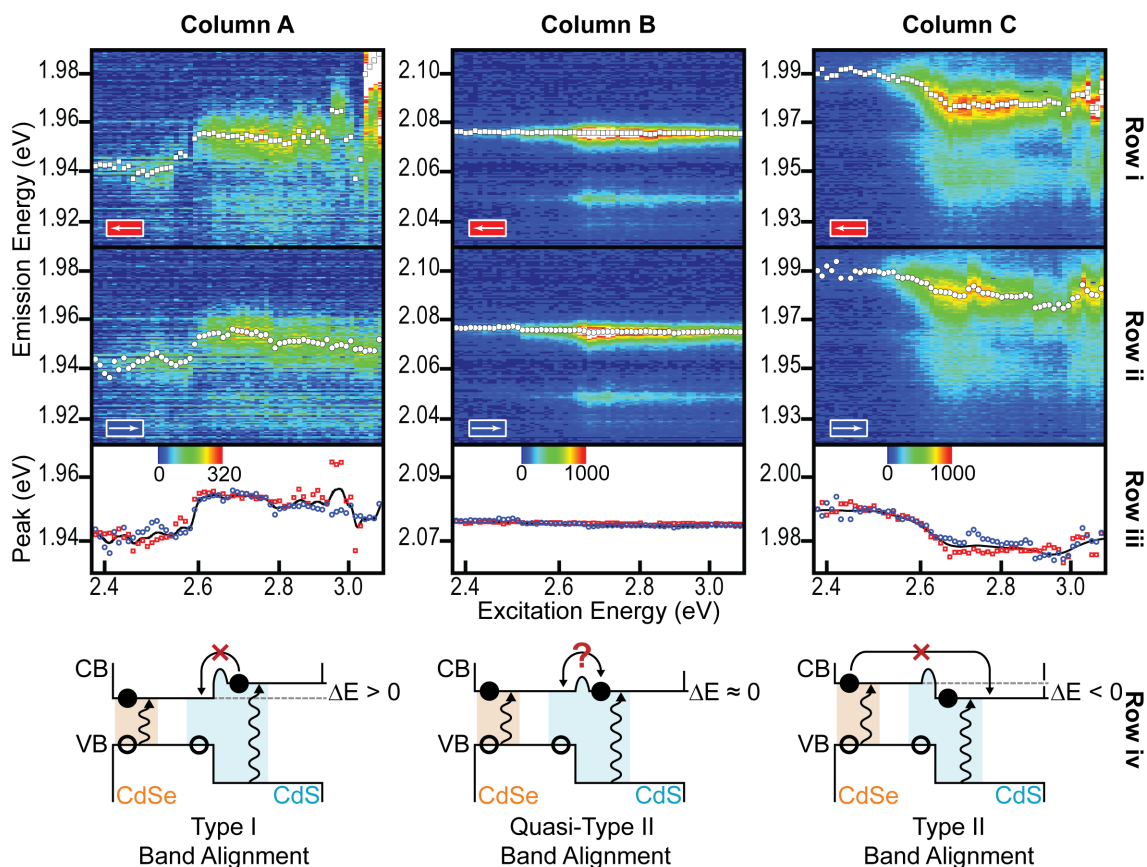 Column A Column B Column C
Emission Energy (eV)
1.98
1.96
1.94
1.92
2.10
2.08
2.06
2.04
1.99
1.97
1.95
1.93
Row i
1.98
1.96
1.94
1.92
2.10
2.08
2.06
2.04
1.99
1.97
1.95
1.93
Row ii
0 320
0 1000
0 1000
Peak (eV)
1.96
1.94
2.09
2.07
2.00
1.98
Row iii
2.4 2.6 2.8 3.0
2.4 2.6 2.8 3.0
2.4 2.6 2.8 3.0
Excitation Energy (eV)
CB
VB
ΔE > 0
CdSe CdS
Type I
Band Alignment
CB
VB
?
ΔE ≈ 0
CdSe CdS
Quasi-Type II
Band Alignment
CB
VB
ΔE < 0
CdSe CdS
Type II
Band Alignment
Row iv